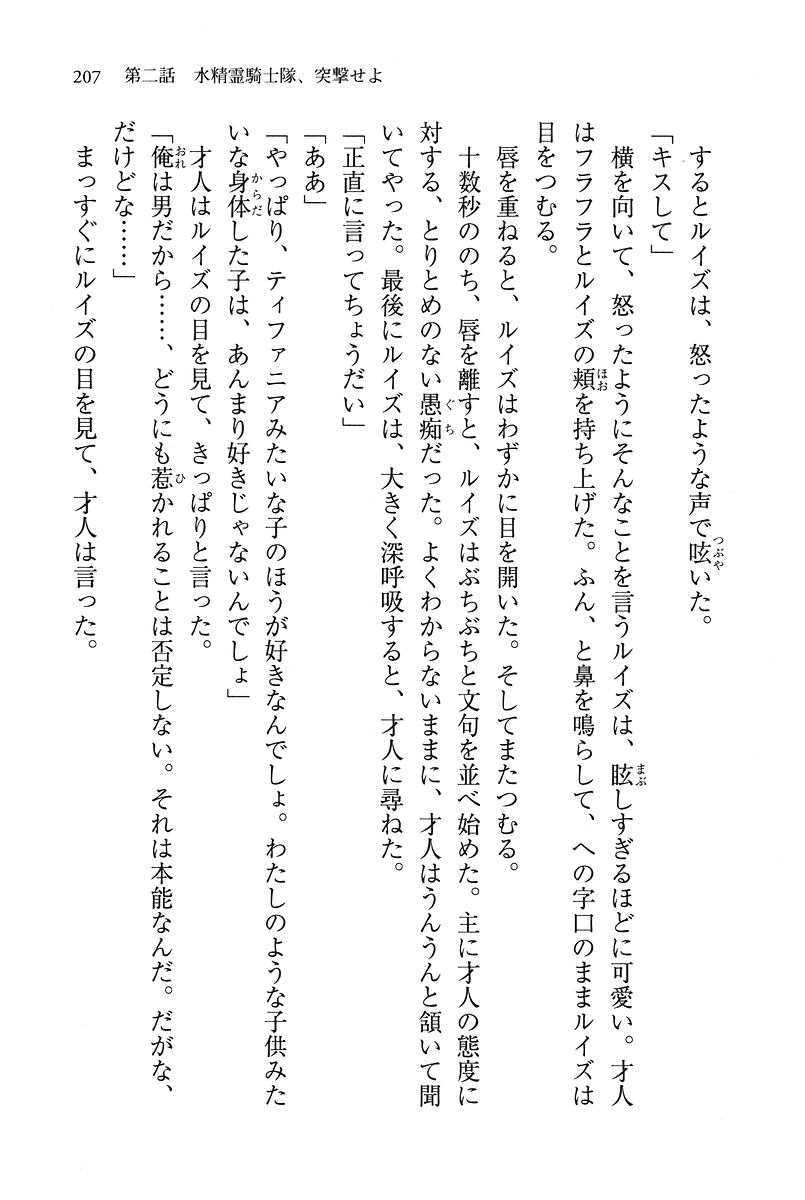 207 第二話 水精霊騎士隊、突撃せよ
するとルイズは、怒ったような声で呟いた。
「キスして」
横を向いて、怒ったようにそんなことを言うルイズは、眩しすぎるほどに可愛い。才人
はフラフラとルイズの頬を持ち上げた。ふん、と鼻を鳴らして、への字口のままルイズは
目をつむる。
唇を重ねると、ルイズはわずかに目を開いた。そしてまたつむる。
十数秒ののち、唇を離すと、ルイズはぶちぶちと文句を並べ始めた。主に才人の態度に
対する、とりとめのない愚痴だった。よくわからないままに、才人はうんうんと頷いて聞
いてやった。最後にルイズは、大きく深呼吸すると、才人に尋ねた。
「正直に言ってちょうだい」
「ああ」
「やっぱり、ティファニアみたいな子のほうが好きなんでしょ。わたしのような子供みた
いな身体した子は、あんまり好きじゃないんでしょ」
才人はルイズの目を見て、きっぱりと言った。
「俺は男だから……、どうにも惹かれることは否定しない。それは本能なんだ。だがな、
だけどな……」
まっすぐにルイズの目を見て、才人は言った。